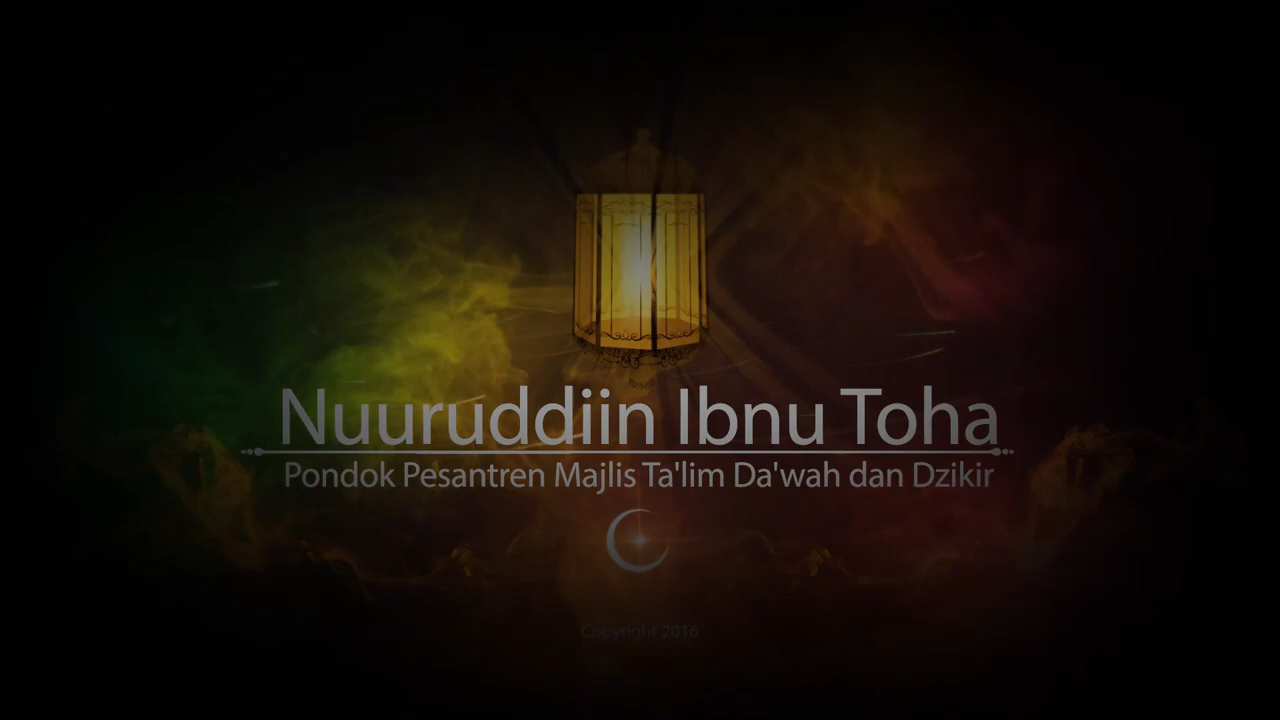 Nuuruddiin Ibnu Toha
Pondok Pesantren Majlis Ta'lim Da'wah dan Dzikir
Copyright 2016